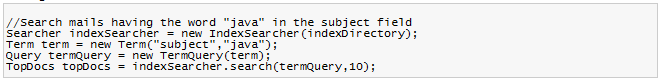 //Search mails having the word "java" in the subject field
Searcher indexSearcher = new IndexSearcher(indexDirectory);
Term term = new Term("subject","java");
Query termQuery = new TermQuery(term);
TopDocs topDocs = indexSearcher.search(termQuery,10);